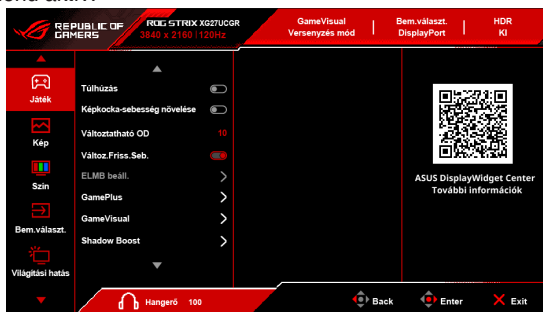 REPUBLIC OF
GAMERS
ROG STRIX XG27UCGR
3840 x 2160 |120Hz
GameVisual
Versenyzés mód
Bem.választ.
DisplayPort
HDR
KI
Játék
Kép
Szín
Bem.választ.
Világítási hatás
Túlhúzás
Képkocka-sebesség növelése
Változtatható OD 10
Változ.Friss.Seb.
ELMB beáll.
GamePlus
GameVisual
Shadow Boost
ASUS DisplayWidget Center
További információk
Hangerő 100
Back
Enter
Exit